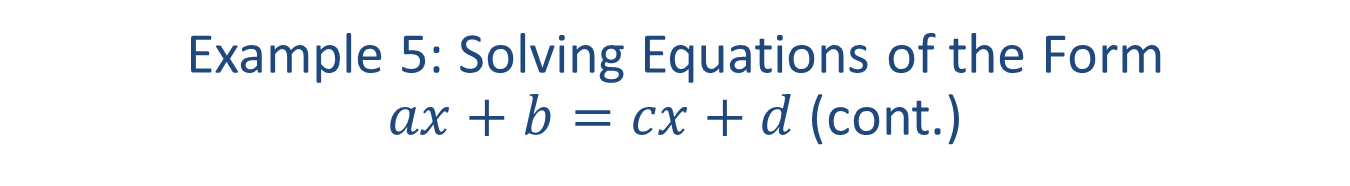 Example 5: Solving Equations of the Form
𝑎𝑥 + 𝑏 = 𝑐𝑥 + 𝑑 (cont.)